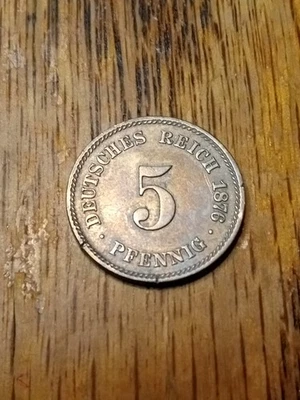 DEUTSCHES REICH 1876
5
· PFENNIG ·